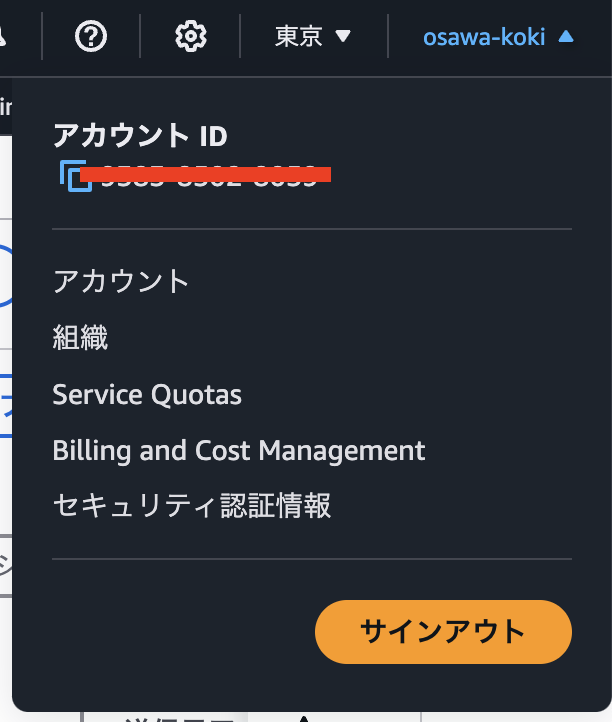 東京 ▼
osawa-koki ▲
アカウント ID
アカウント
組織
Service Quotas
Billing and Cost Management
セキュリティ認証情報
サインアウト